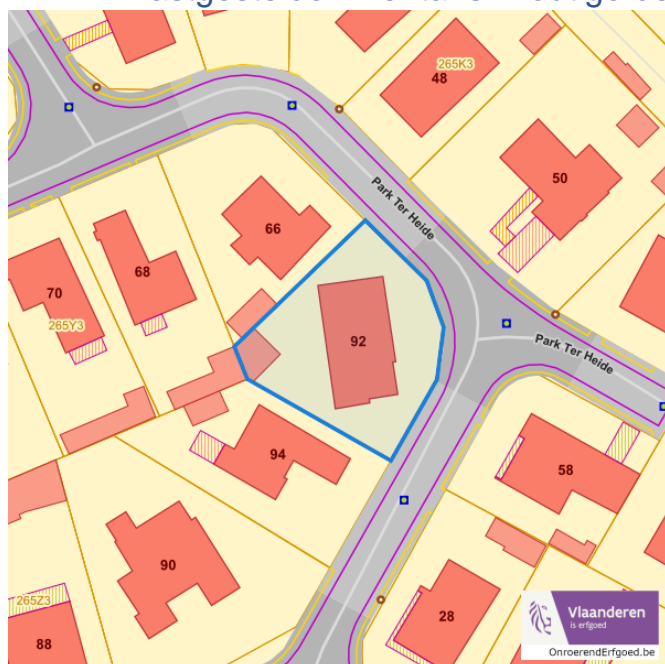 48
265K3
50
Park Ter Heide
66
68
70
265Y3
92
Park Ter Heide
94
58
90
28
265Z3
88
Vlaanderen
is erfgoed
OnroerendErfgoed.be